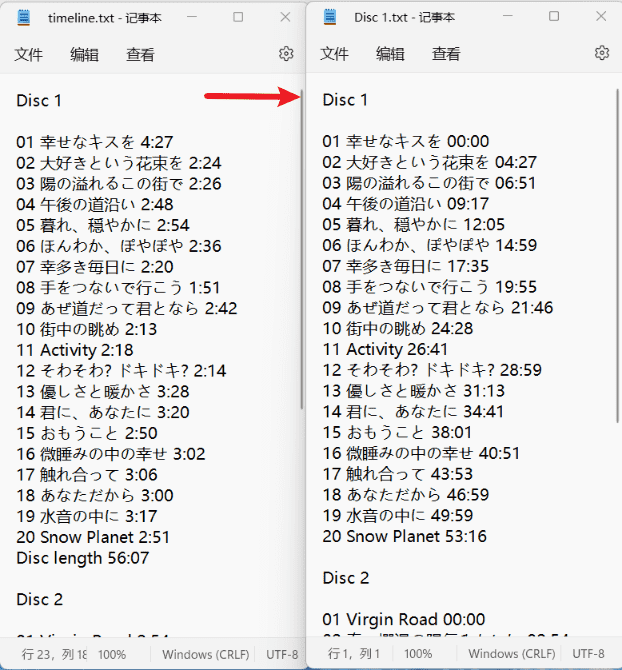 timeline.txt - 记事本
文件 编辑 查看
Disc 1
01 幸せなキスを 4:27
02 大好きという花束を 2:24
03 陽の溢れるこの街で 2:26
04 午後の道沿い 2:48
05 暮れ、穏やかに 2:54
06 ほんわか、ぽやぽや 2:36
07 幸多き毎日に 2:20
08 手をつないで行こう 1:51
09 あぜ道だって君となら 2:42
10 街中の眺め 2:13
11 Activity 2:18
12 そわそわ? ドキドキ? 2:14
13 優しさと暖かさ 3:28
14 君に、あなたに 3:20
15 おもうこと 2:50
16 微睡みの中の幸せ 3:02
17 触れ合って 3:06
18 あなただから 3:00
19 水音の中に 3:17
20 Snow Planet 2:51
Disc length 56:07
Disc 2
01 Virgin Road 2:54
行 23，列 18 100% Windows (CRLF) UTF-8
Disc 1.txt - 记事本
文件 编辑 查看
Disc 1
01 幸せなキスを 00:00
02 大好きという花束を 04:27
03 陽の溢れるこの街で 06:51
04 午後の道沿い 09:17
05 暮れ、穏やかに 12:05
06 ほんわか、ぽやぽや 14:59
07 幸多き毎日に 17:35
08 手をつないで行こう 19:55
09 あぜ道だって君となら 21:46
10 街中の眺め 24:28
11 Activity 26:41
12 そわそわ? ドキドキ? 28:59
13 優しさと暖かさ 31:13
14 君に、あなたに 34:41
15 おもうこと 38:01
16 微睡みの中の幸せ 40:51
17 触れ合って 43:53
18 あなただから 46:59
19 水音の中に 49:59
20 Snow Planet 53:16
Disc 2
01 Virgin Road 00:00
行 1，列 1 100% Windows (CRLF) UTF-8